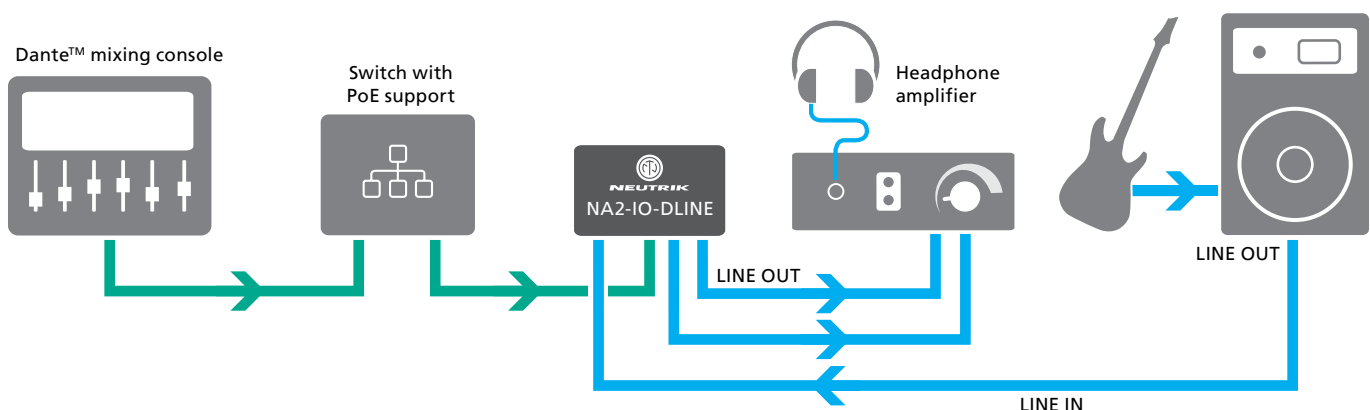 Dante™ mixing console
Switch with
PoE support
NEUTRIK
NA2-IO-DLINE
Headphone
amplifier
LINE OUT
LINE OUT
LINE IN